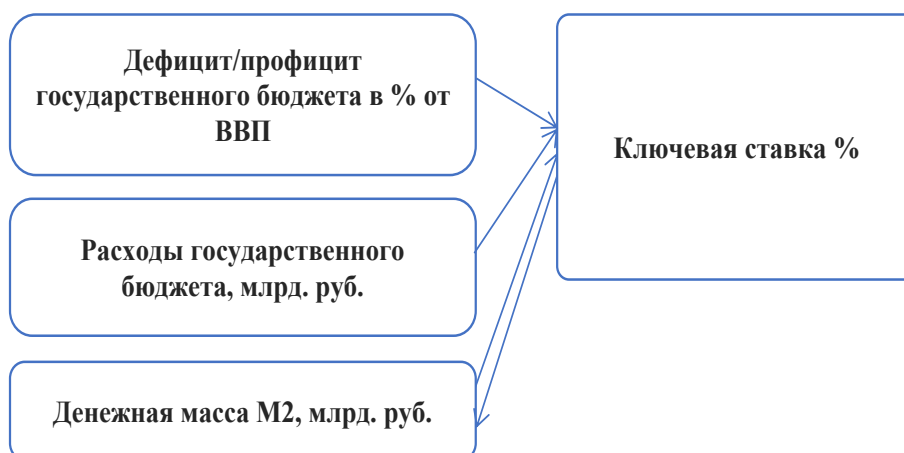 Дефицит/профицит
государственного бюджета в % от
ВВП
Ключевая ставка %
Расходы государственного
бюджета, млрд. руб.
Денежная масса М2, млрд. руб.